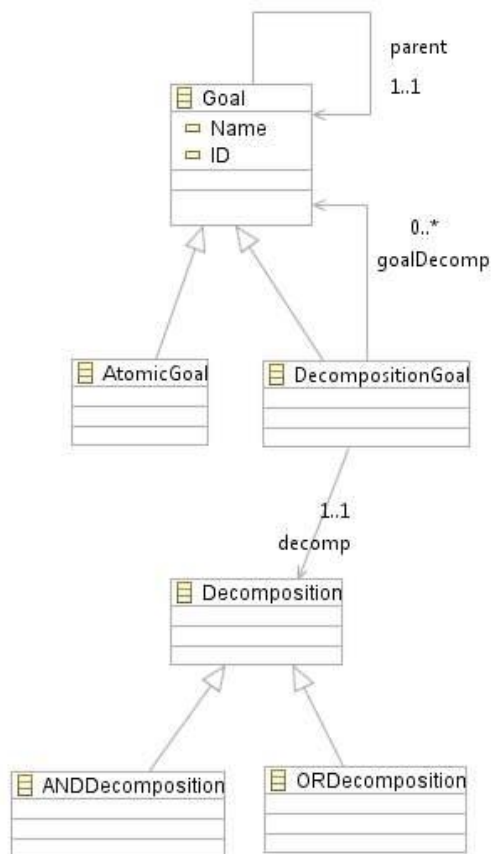 parent
1..1
Goal
Name
ID
0..*
goalDecomp
AtomicGoal
DecompositionGoal
1..1
decomp
Decomposition
ANDDecomposition
ORDecomposition